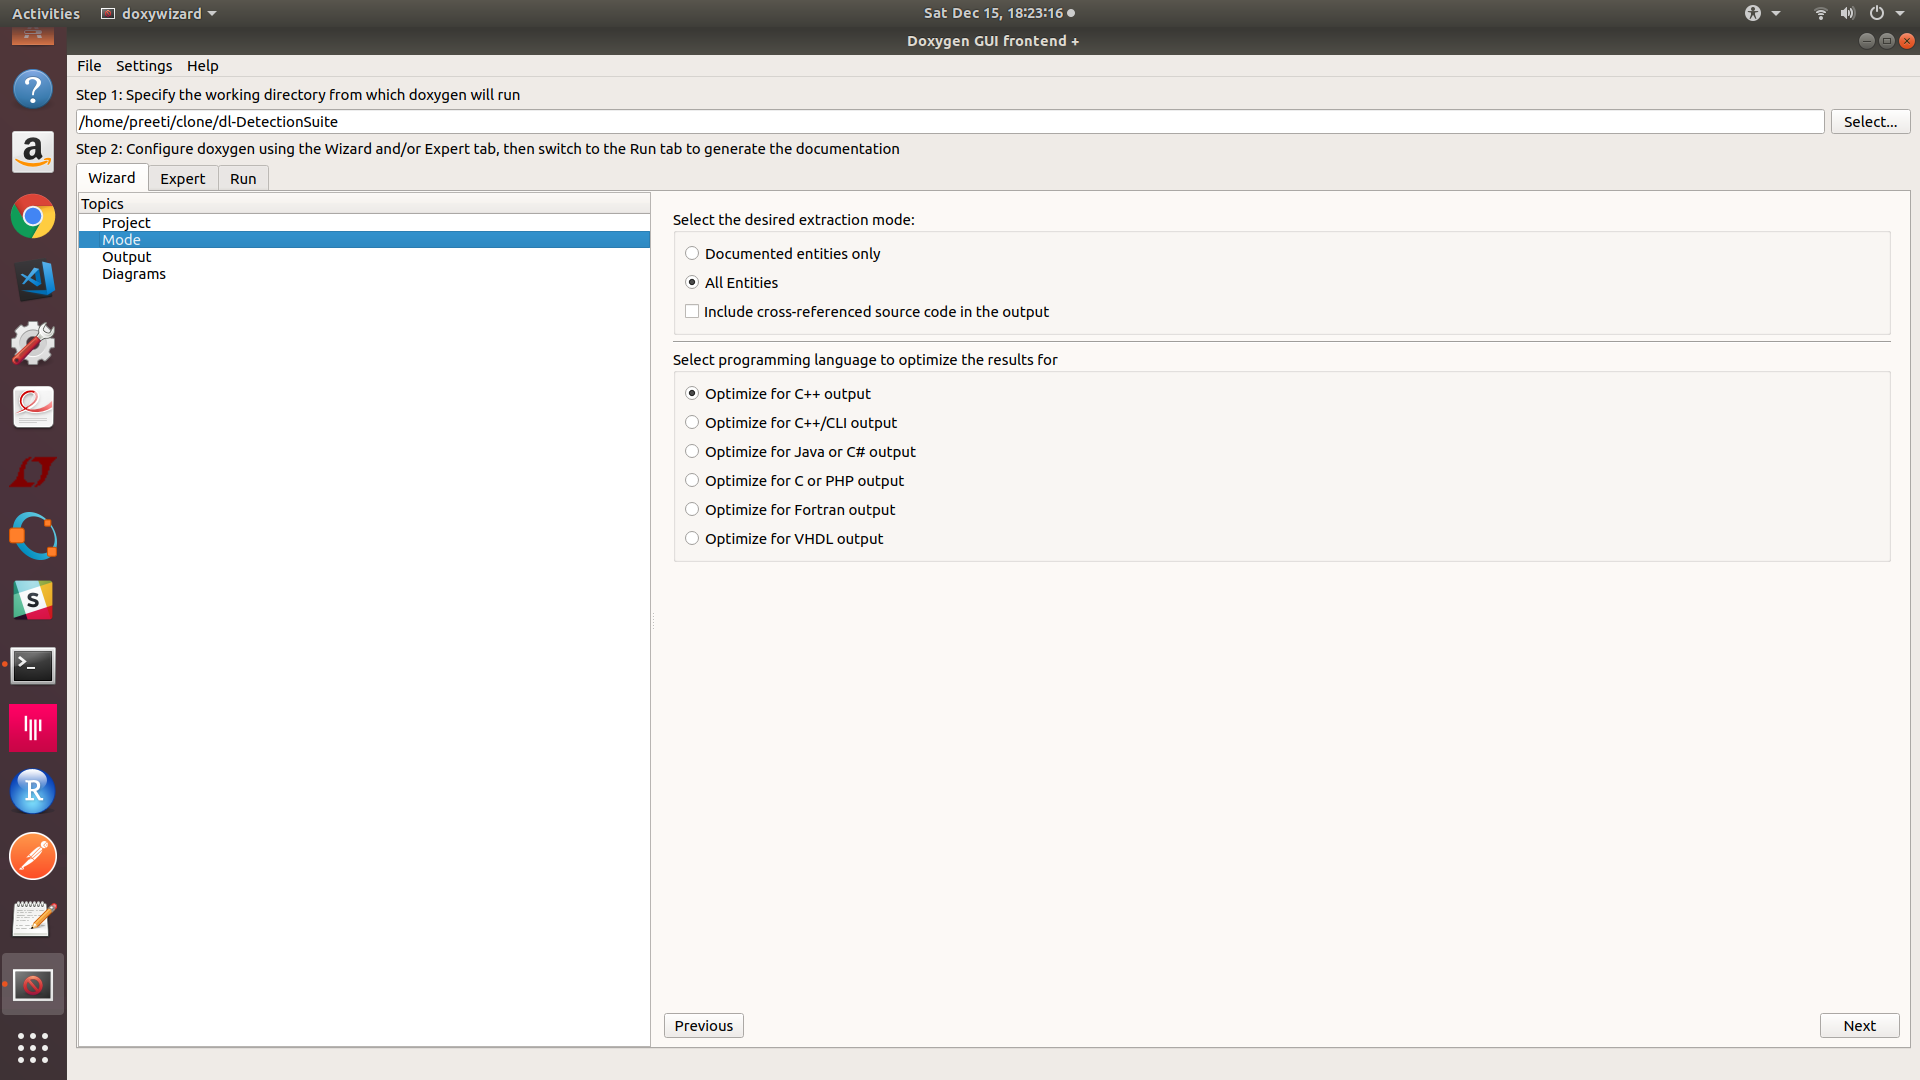 Activities doxywizard Sat Dec 15, 18:23:16
Doxygen GUI frontend +
File Settings Help
Step 1: Specify the working directory from which doxygen will run
/home/preeti/clone/dl-DetectionSuite Select...
Step 2: Configure doxygen using the Wizard and/or Expert tab, then switch to the Run tab to generate the documentation
Wizard Expert Run
Topics
Project
Mode
Output
Diagrams
Select the desired extraction mode:
Documented entities only
All Entities
Include cross-referenced source code in the output
Select programming language to optimize the results for
Optimize for C++ output
Optimize for C++/CLI output
Optimize for Java or C# output
Optimize for C or PHP output
Optimize for Fortran output
Optimize for VHDL output
Previous Next
?
a
S
>_
R